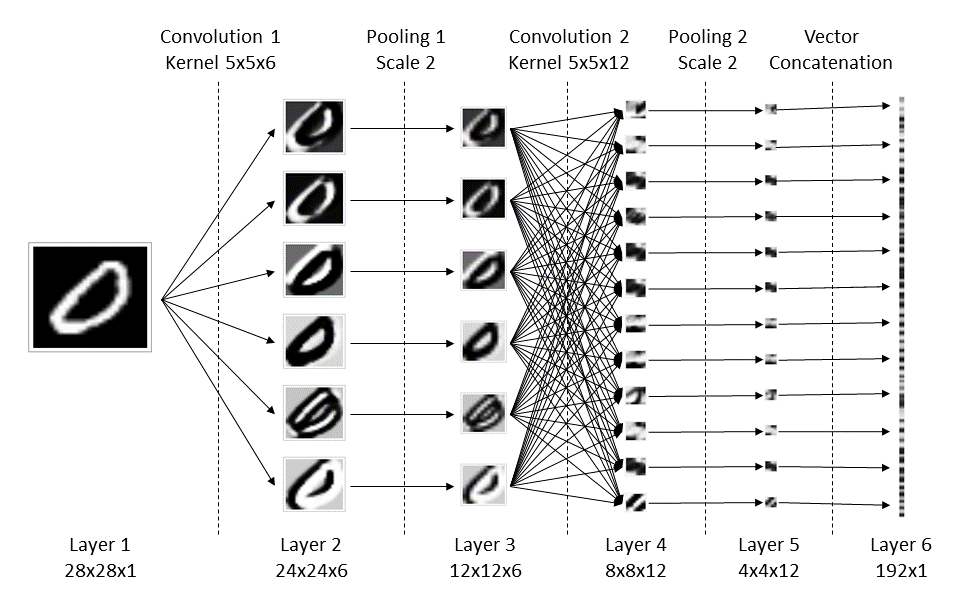 Convolution 1
Kernel 5x5x6
Pooling 1
Scale 2
Convolution 2
Kernel 5x5x12
Pooling 2
Scale 2
Vector
Concatenation
Layer 1
28x28x1
Layer 2
24x24x6
Layer 3
12x12x6
Layer 4
8x8x12
Layer 5
4x4x12
Layer 6
192x1